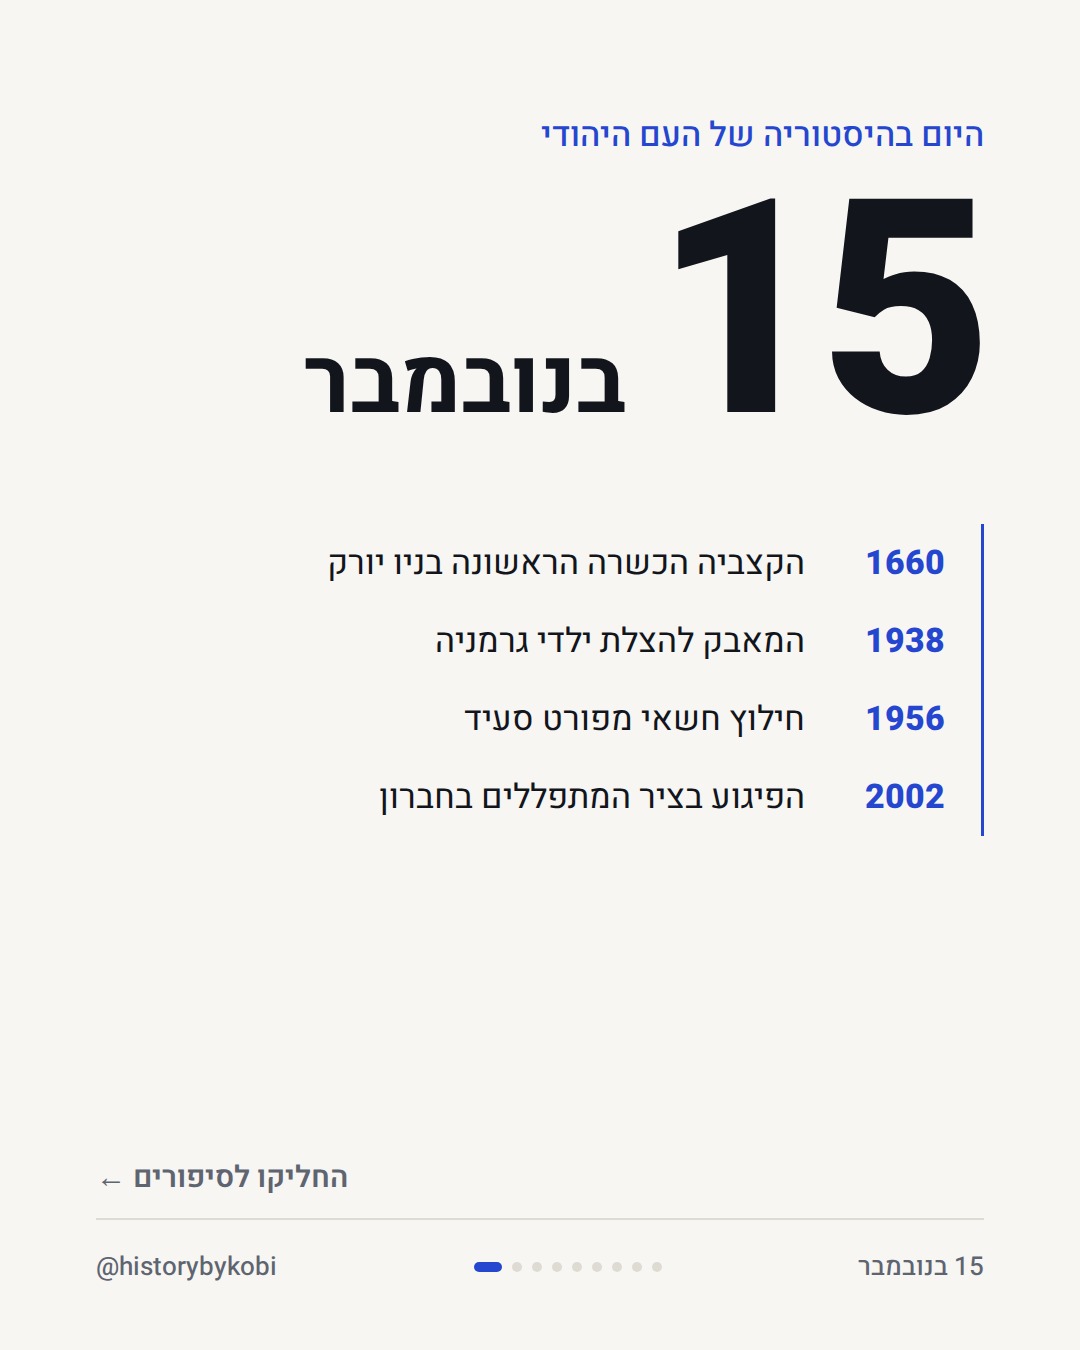 היום בהיסטוריה של העם היהודי
15 בנובמבר
1660 הקצביה הכשרה הראשונה בניו יורק
1938 המאבק להצלת ילדי גרמניה
1956 חילוץ חשאי מפורט סעיד
2002 הפיגוע בציר המתפללים בחברון
החליקו לסיפורים ←
15 בנובמבר
@historybykobi